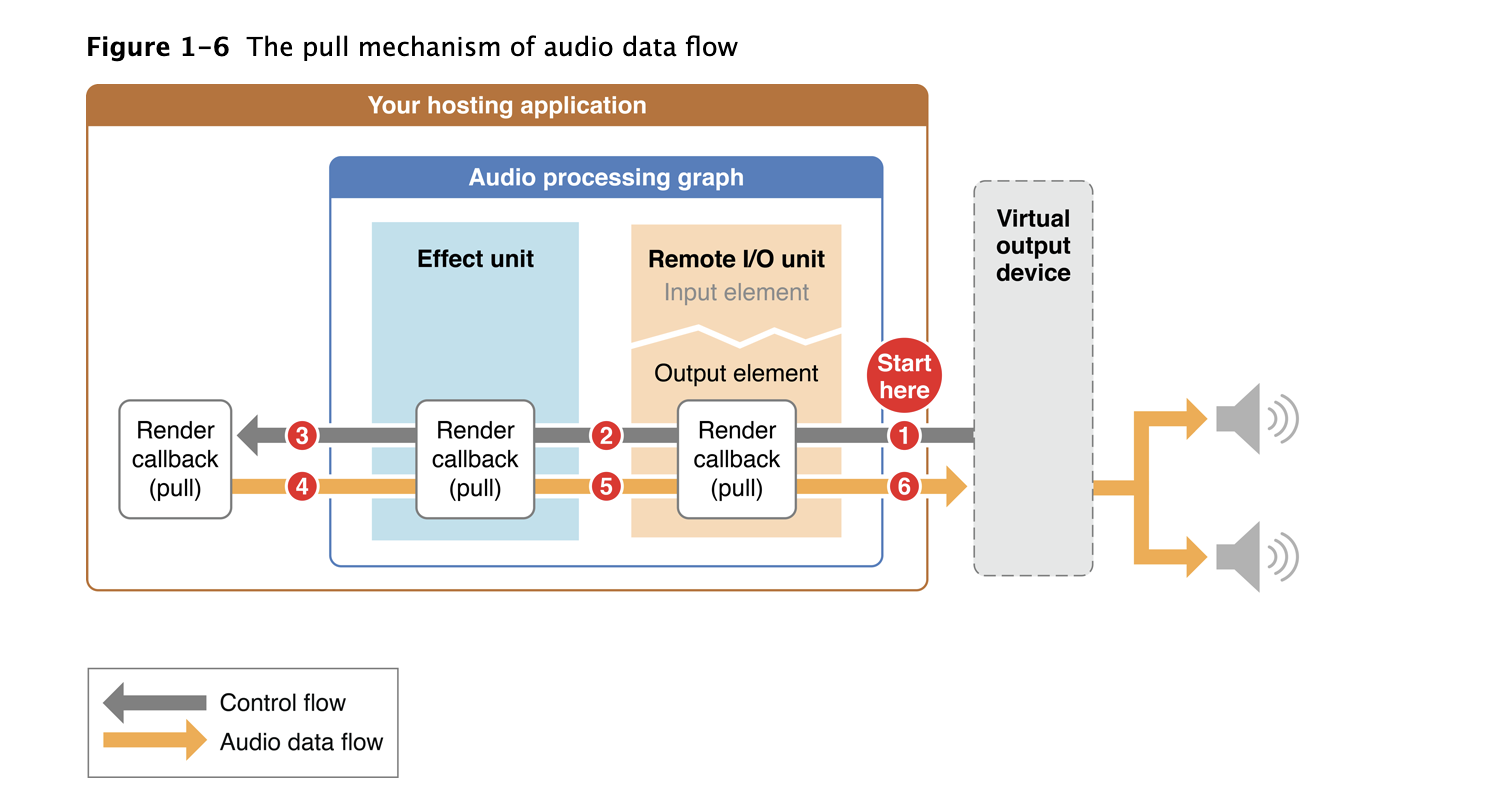 Figure 1–6 The pull mechanism of audio data flow
Your hosting application
Audio processing graph
Effect unit
Remote I/O unit
Input element
Output element
Virtual
output
device
Start
here
Render
callback
(pull)
3
4
Render
callback
(pull)
2
5
Render
callback
(pull)
1
6
Control flow
Audio data flow